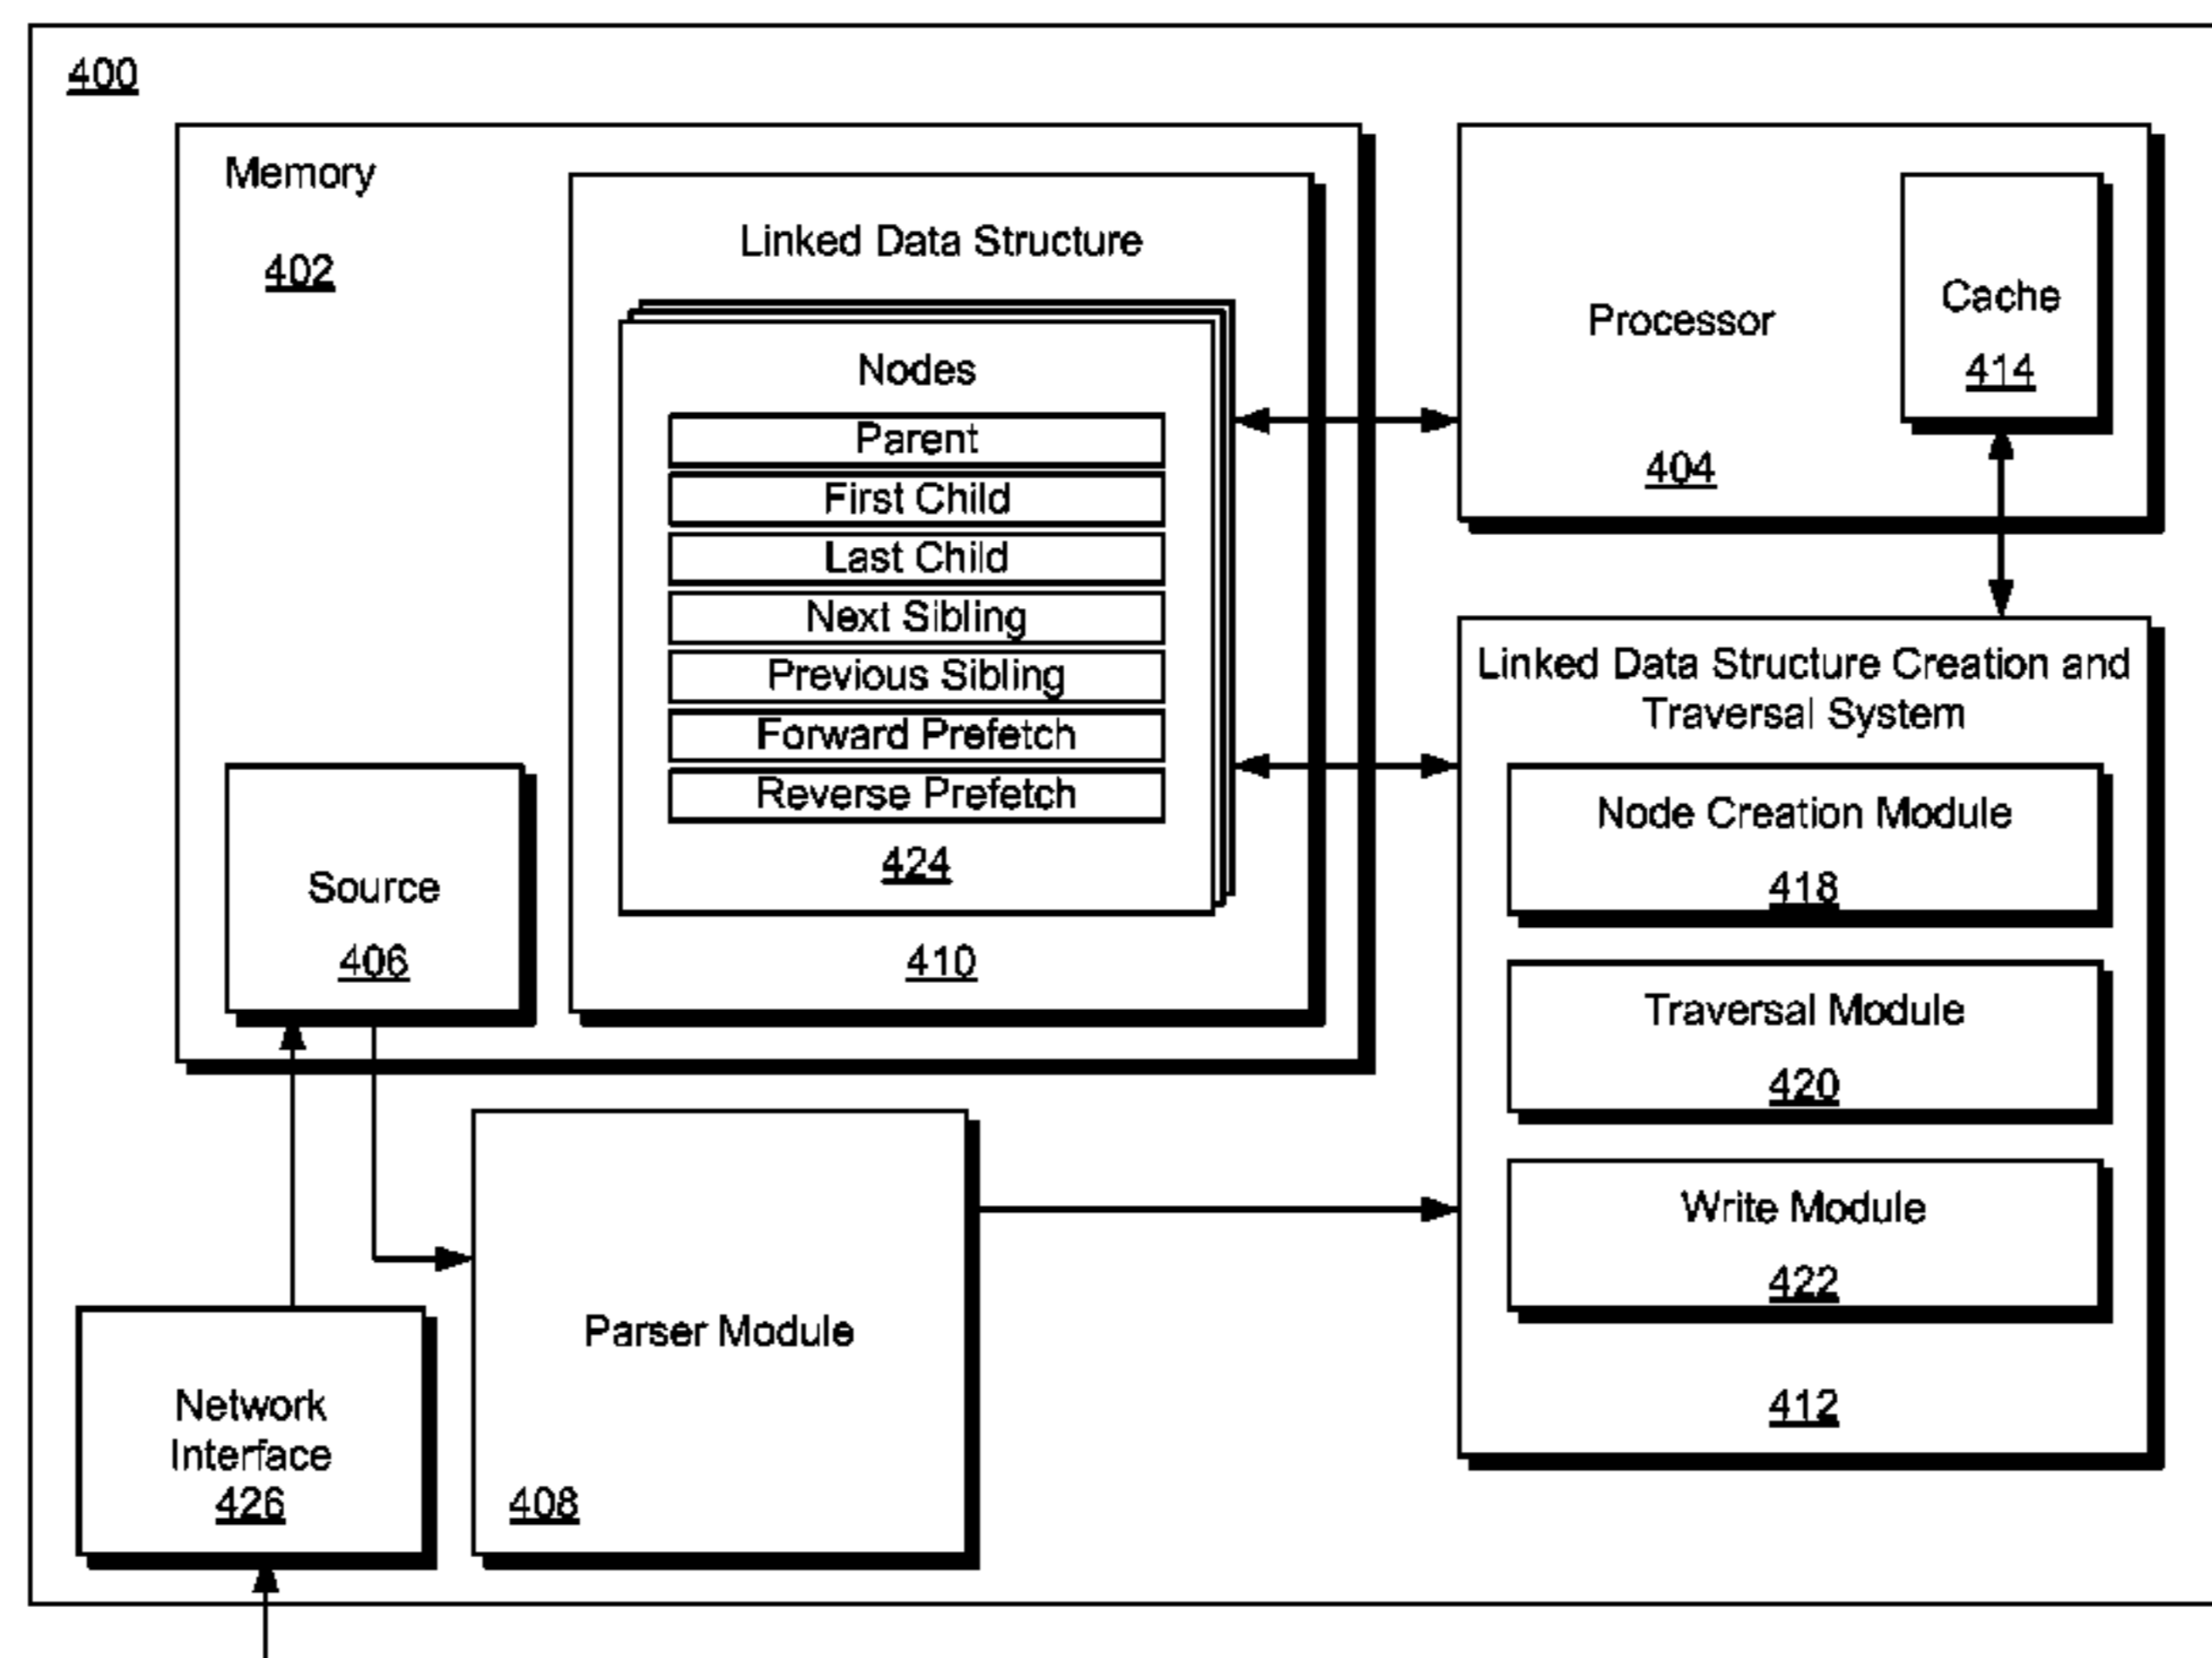 400
Memory
402
Linked Data Structure
Nodes
Parent
First Child
Last Child
Next Sibling
Previous Sibling
Forward Prefetch
Reverse Prefetch
424
410
Source
406
Processor
404
Cache
414
Linked Data Structure Creation and
Traversal System
Node Creation Module
418
Traversal Module
420
Write Module
422
412
Parser Module
408
Network
Interface
426